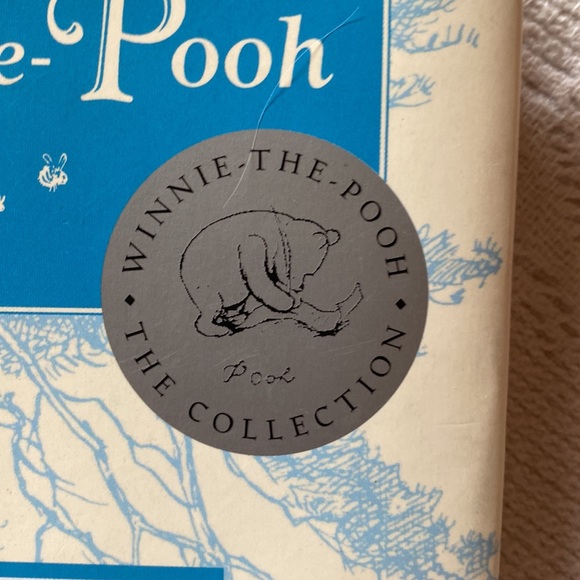 e-Pooh
WINNIE-THE-POOH
Pooh
♦ THE COLLECTION ♦